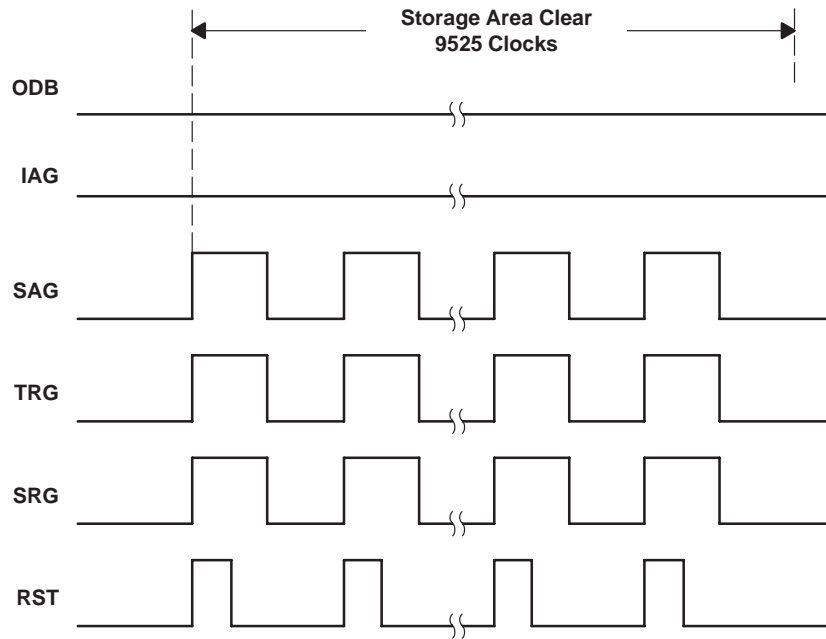 Storage Area Clear
9525 Clocks
ODB
IAG
SAG
TRG
SRG
RST